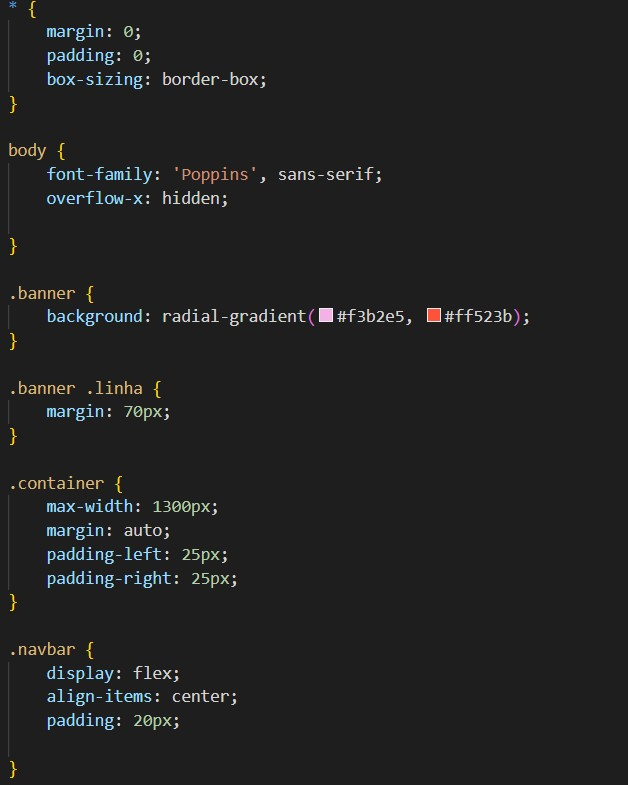 * {
    margin: 0;
    padding: 0;
    box-sizing: border-box;
}

body {
    font-family: 'Poppins', sans-serif;
    overflow-x: hidden;

}

.banner {
    background: radial-gradient(#f3b2e5, #ff523b);
}

.banner .linha {
    margin: 70px;
}

.container {
    max-width: 1300px;
    margin: auto;
    padding-left: 25px;
    padding-right: 25px;
}

.navbar {
    display: flex;
    align-items: center;
    padding: 20px;

}